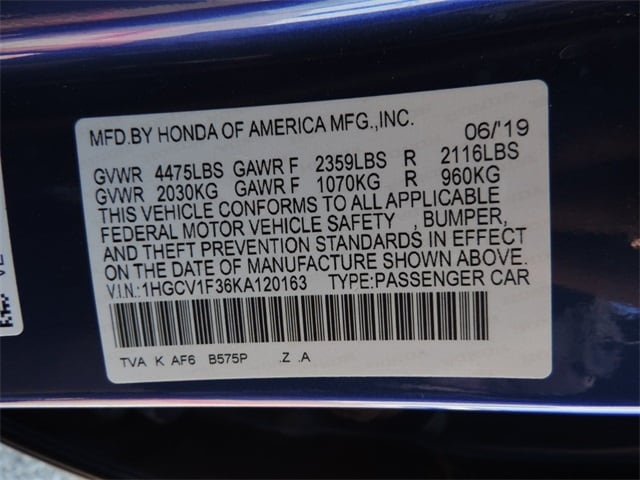 MFD.BY HONDA OF AMERICA MFG.,INC. 06/'19
GVWR 4475LBS GAWR F 2359LBS R 2116LBS
GVWR 2030KG GAWR F 1070KG R 960KG
THIS VEHICLE CONFORMS TO ALL APPLICABLE
FEDERAL MOTOR VEHICLE SAFETY , BUMPER,
AND THEFT PREVENTION STANDARDS IN EFFECT
ON THE DATE OF MANUFACTURE SHOWN ABOVE.
V.I.N.:1HGCV1F36KA120163 TYPE:PASSENGER CAR
TVA K AF6 B575P .Z .A